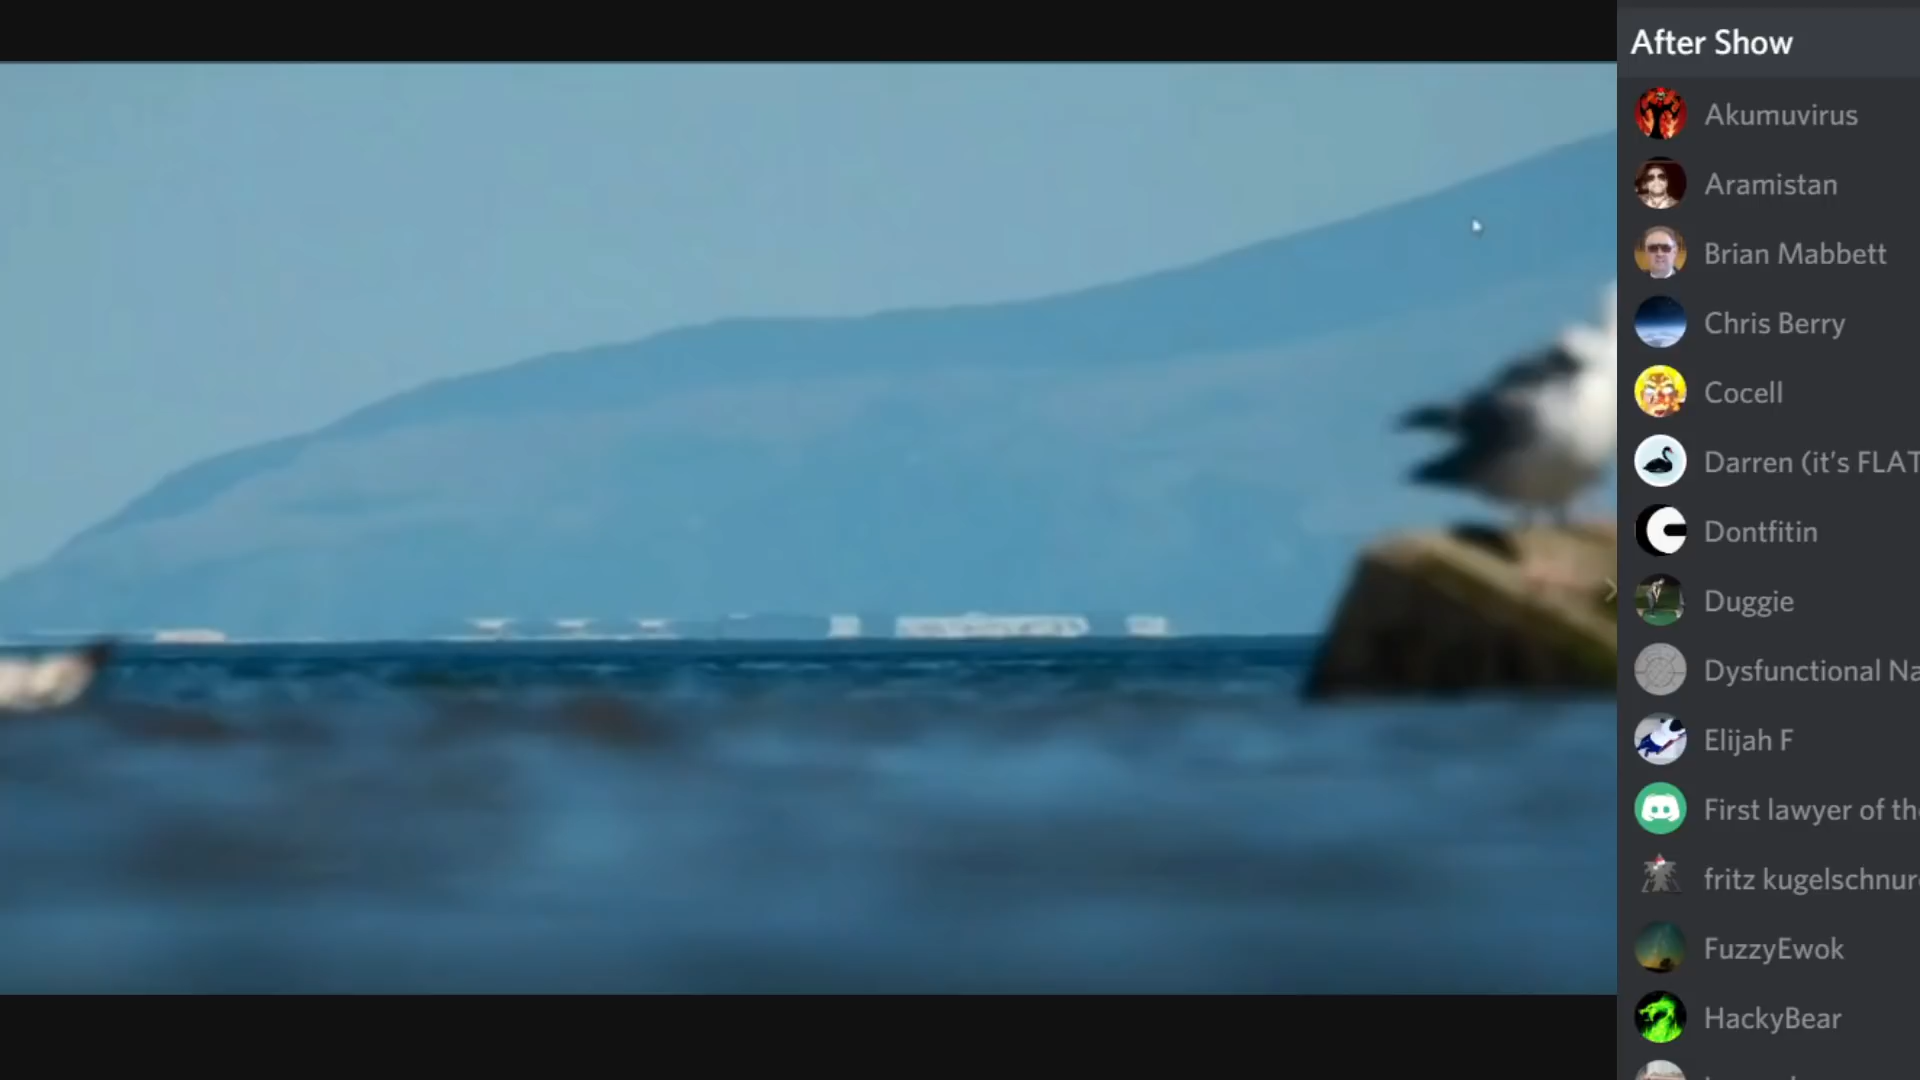 After Show
Akumuvirus
Aramistan
Brian Mabbett
Chris Berry
Cocell
Darren (it's FLAT
Dontfitin
Duggie
Dysfunctional Na
Elijah F
First lawyer of the
fritz kugelschnur
FuzzyEwok
HackyBear